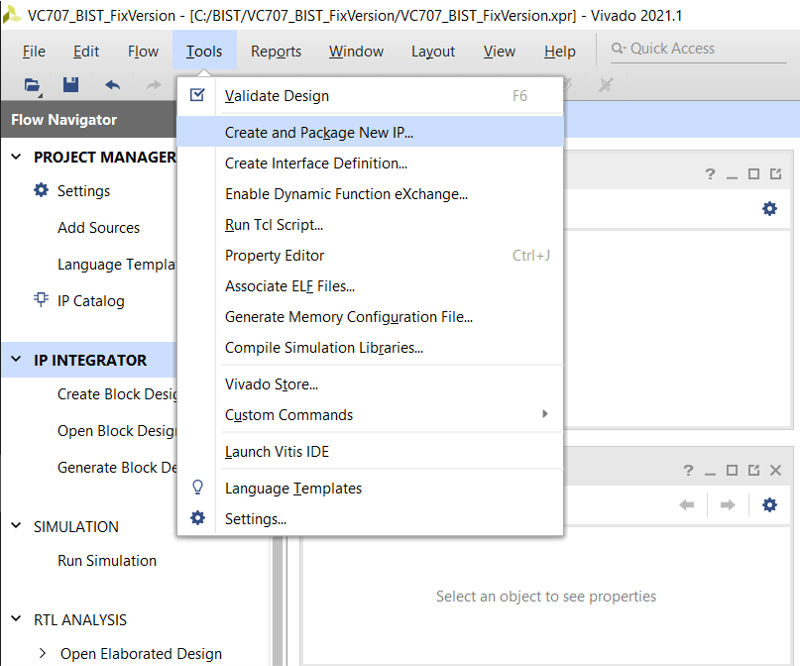 VC707_BIST_FixVersion - [C:/BIST/VC707_BIST_FixVersion/VC707_BIST_FixVersion.xpr] - Vivado 2021.1
File Edit Flow Tools Reports Window Layout View Help Quick Access
Flow Navigator
PROJECT MANAGER
Settings
Add Sources
Language Templa
IP Catalog
IP INTEGRATOR
Create Block Desig
Open Block Design
Generate Block De
SIMULATION
Run Simulation
RTL ANALYSIS
Open Elaborated Design
Validate Design F6
Create and Package New IP...
Create Interface Definition...
Enable Dynamic Function eXchange...
Run Tcl Script...
Property Editor Ctrl+J
Associate ELF Files...
Generate Memory Configuration File...
Compile Simulation Libraries...
Vivado Store...
Custom Commands
Launch Vitis IDE
Language Templates
Settings...
Select an object to see properties